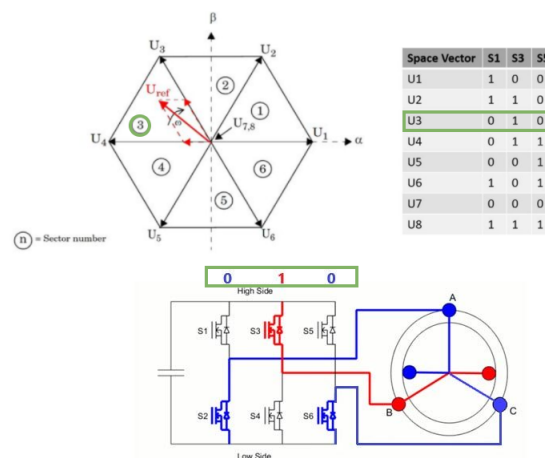 β
U3
U2
Uref
2
1
ω
3
U4
U7,8
U1
α
4
6
5
U5
U6
n = Sector number
Space Vector S1 S3 S5
U1 1 0 0
U2 1 1 0
U3 0 1 0
U4 0 1 1
U5 0 0 1
U6 1 0 1
U7 0 0 0
U8 1 1 1
0 1 0
High Side
A
S1 S3 S5
S2 S4 S6
B
C
Low Side